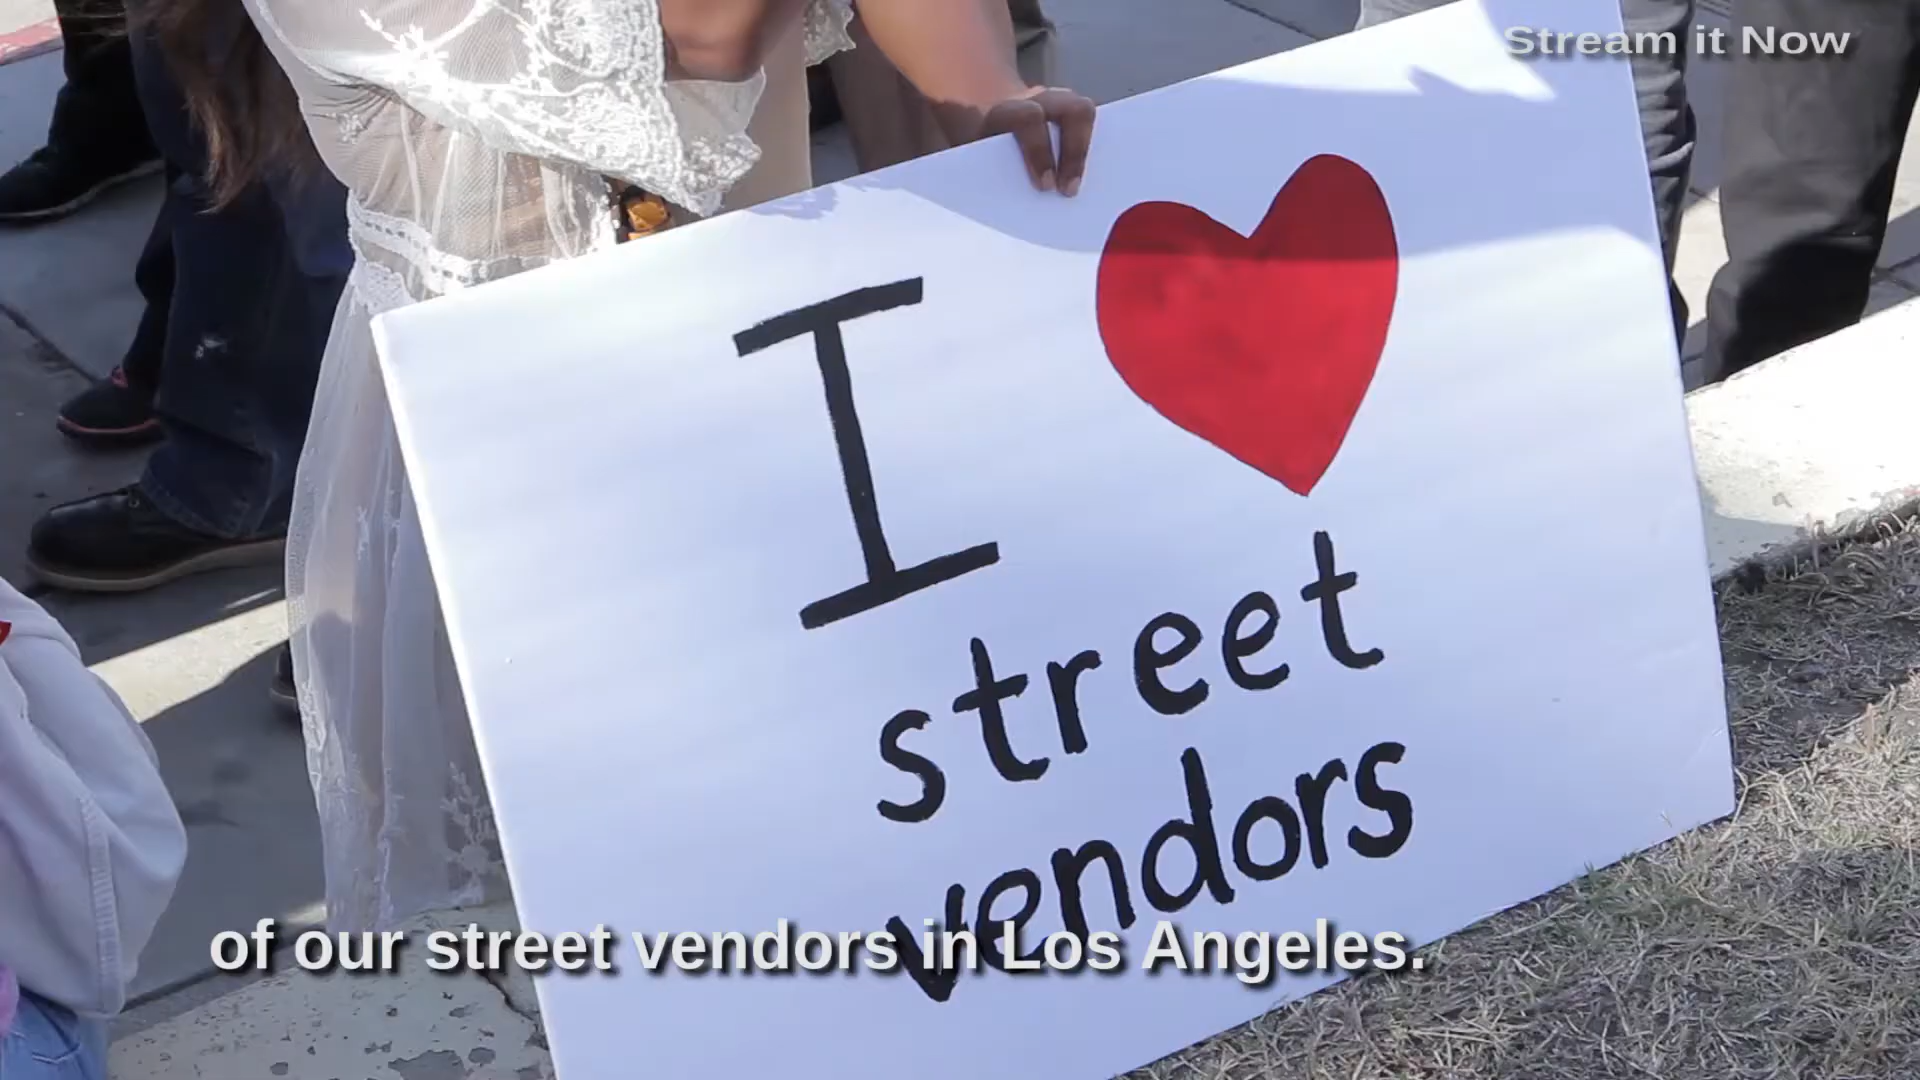 Stream it Now
I
street
vendors
of our street vendors in Los Angeles.